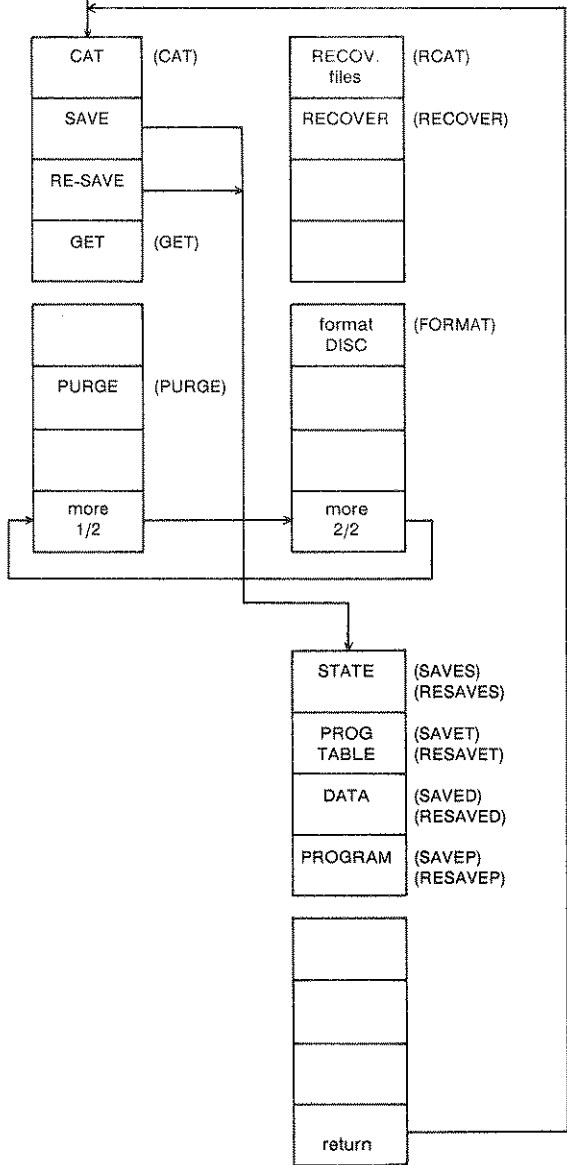 CAT (CAT)
SAVE
RE-SAVE
GET (GET)
PURGE (PURGE)
more
1/2
RECOV. (RCAT)
files
RECOVER (RECOVER)
format (FORMAT)
DISC
more
2/2
STATE (SAVES)
(RESAVES)
PROG (SAVET)
TABLE (RESAVET)
DATA (SAVED)
(RESAVED)
PROGRAM (SAVEP)
(RESAVEP)
return